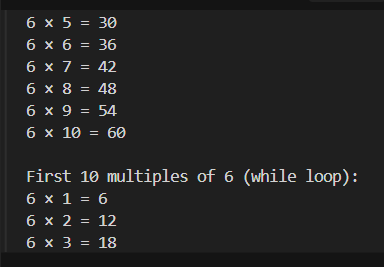 6 x 5 = 30
6 x 6 = 36
6 x 7 = 42
6 x 8 = 48
6 x 9 = 54
6 x 10 = 60
First 10 multiples of 6 (while loop):
6 x 1 = 6
6 x 2 = 12
6 x 3 = 18